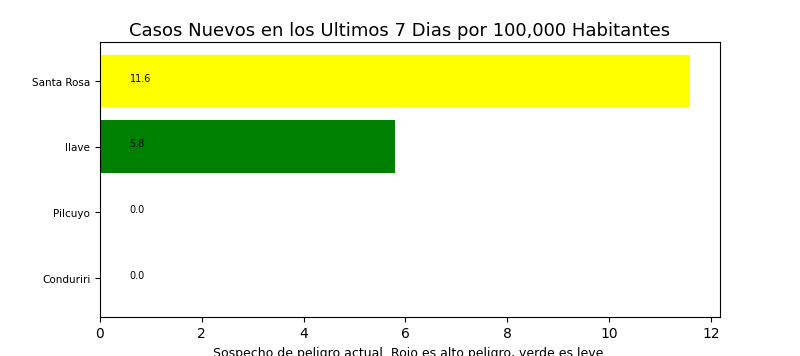 Casos Nuevos en los Ultimos 7 Dias por 100,000 Habitantes
Santa Rosa 11.6
Ilave 5.8
Pilcuyo 0.0
Conduriri 0.0
0 2 4 6 8 10 12
Sospecho de peligro actual. Rojo es alto peligro, verde es leve